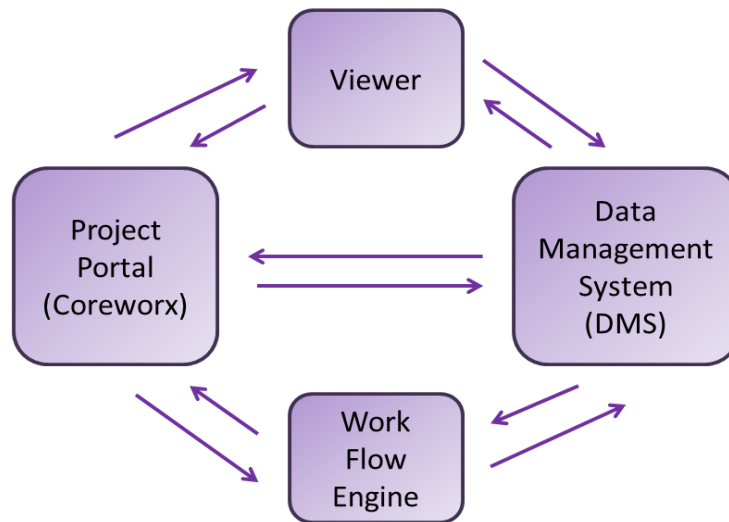 Viewer
Project
Portal
(Coreworx)
Data
Management
System
(DMS)
Work
Flow
Engine